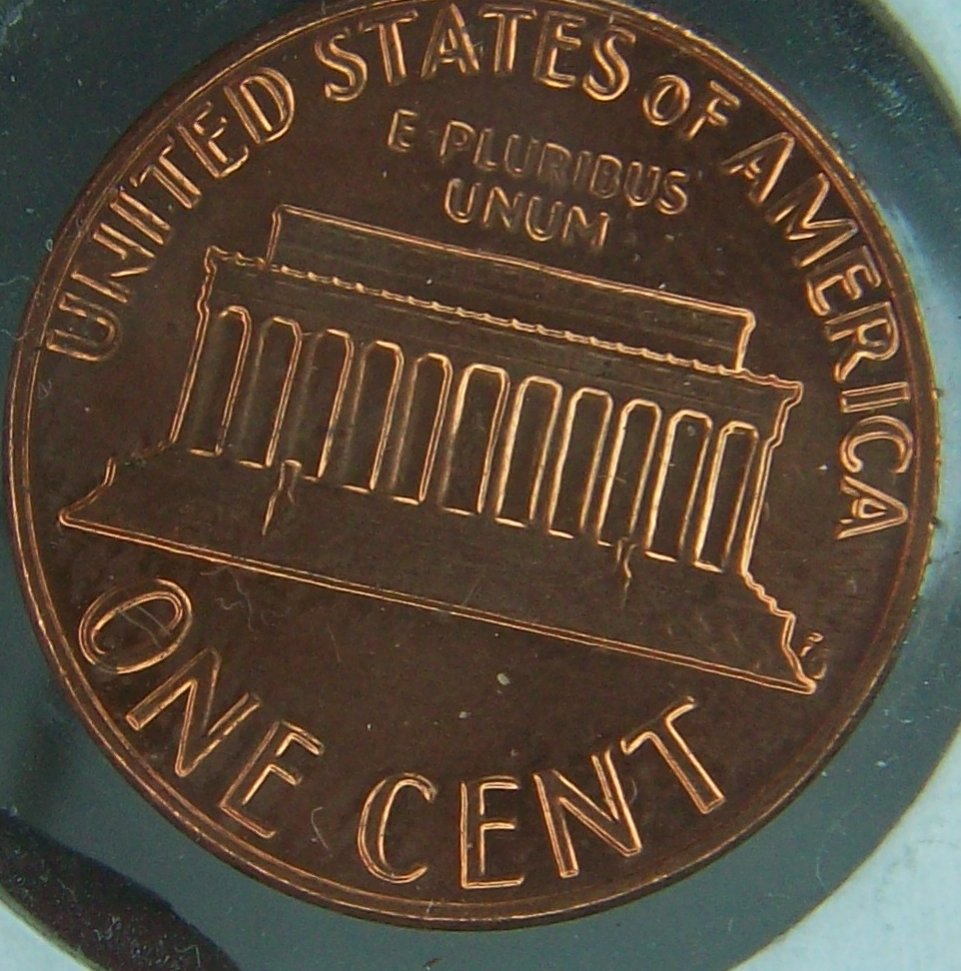 UNITED STATES OF AMERICA
E PLURIBUS
UNUM
ONE CENT